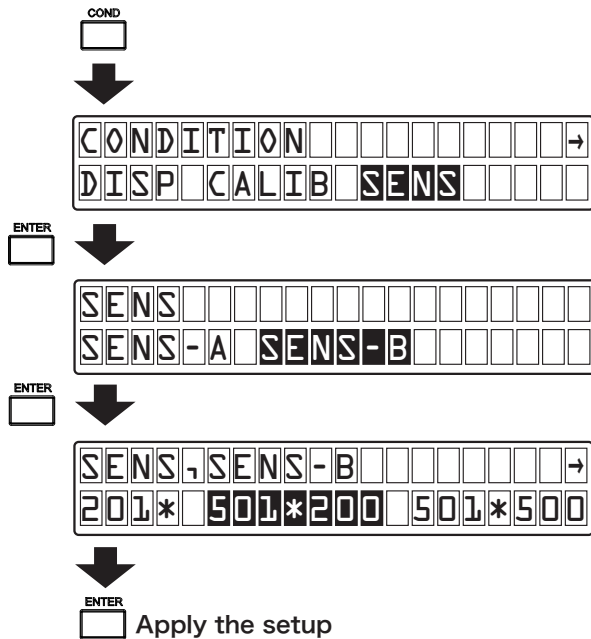 COND
CONDITION →
DISP CALIB SENS
ENTER
SENS
SENS-A SENS-B
ENTER
SENS¬SENS-B →
201* 501*200 501*500
ENTER
Apply the setup